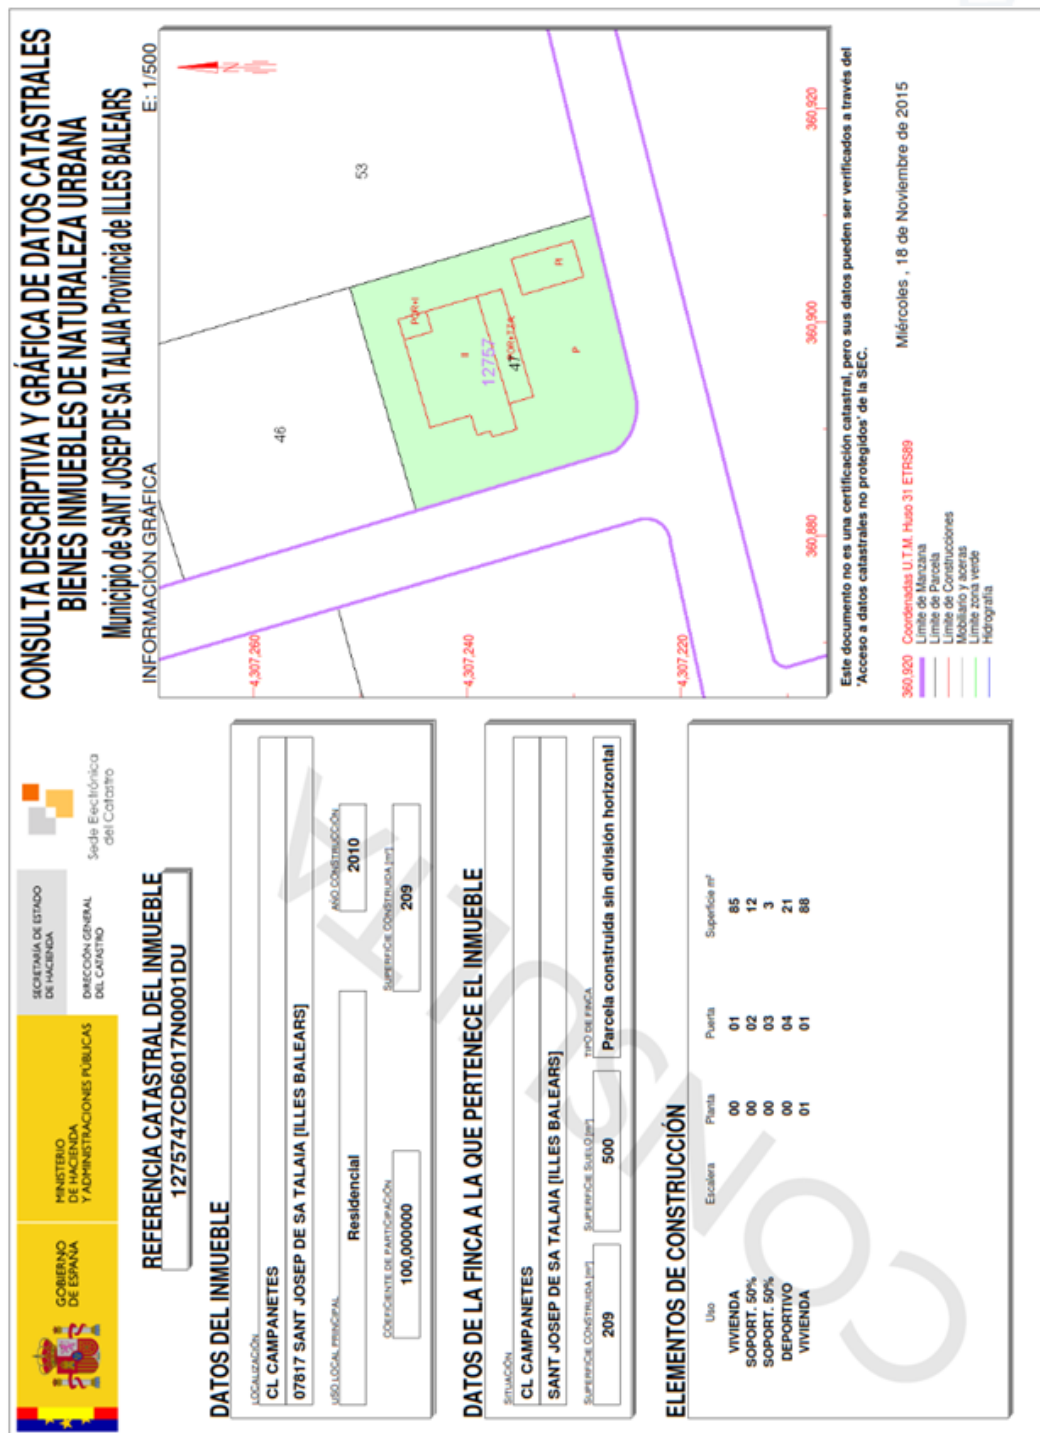 GOBIERNO
DE ESPAÑA
MINISTERIO
DE HACIENDA
Y ADMINISTRACIONES PÚBLICAS
SECRETARÍA DE ESTADO
DE HACIENDA
DIRECCIÓN GENERAL
DEL CATASTRO
Sede Electrónica
del Catastro
REFERENCIA CATASTRAL DEL INMUEBLE
1275747CD6017N0001DU
DATOS DEL INMUEBLE
LOCALIZACIÓN
CL CAMPANETES
07817 SANT JOSEP DE SA TALAIA [ILLES BALEARS]
USO LOCAL PRINCIPAL
Residencial
AÑO CONSTRUCCIÓN
2010
COEFICIENTE DE PARTICIPACIÓN
100,000000
SUPERFICIE CONSTRUIDA [m²]
209
DATOS DE LA FINCA A LA QUE PERTENECE EL INMUEBLE
SITUACIÓN
CL CAMPANETES
SANT JOSEP DE SA TALAIA [ILLES BALEARS]
SUPERFICIE CONSTRUIDA [m²]
209
SUPERFICIE SUELO [m²]
500
TIPO DE FINCA
Parcela construida sin división horizontal
ELEMENTOS DE CONSTRUCCIÓN
Uso Escalera Planta Puerta Superficie m²
VIVIENDA 00 01 85
SOPORT. 50% 00 02 12
SOPORT. 50% 00 03 3
DEPORTIVO 00 04 21
VIVIENDA 01 01 88
CONSULTA
CONSULTA DESCRIPTIVA Y GRÁFICA DE DATOS CATASTRALES
BIENES INMUEBLES DE NATURALEZA URBANA
Municipio de SANT JOSEP DE SA TALAIA Provincia de ILLES BALEARS
INFORMACIÓN GRÁFICA E: 1/500
N
53
46
POR+I
II
12757
47
POR+TZA
P
PI
4,307,260
4,307,240
4,307,220
360,880
360,900
360,920
Este documento no es una certificación catastral, pero sus datos pueden ser verificados a través del
'Acceso a datos catastrales no protegidos' de la SEC.
360,920 Coordenadas U.T.M. Huso 31 ETRS89
Límite de Manzana
Límite de Parcela
Límite de Construcciones
Mobiliario y aceras
Límite zona verde
Hidrografía
Miércoles , 18 de Noviembre de 2015